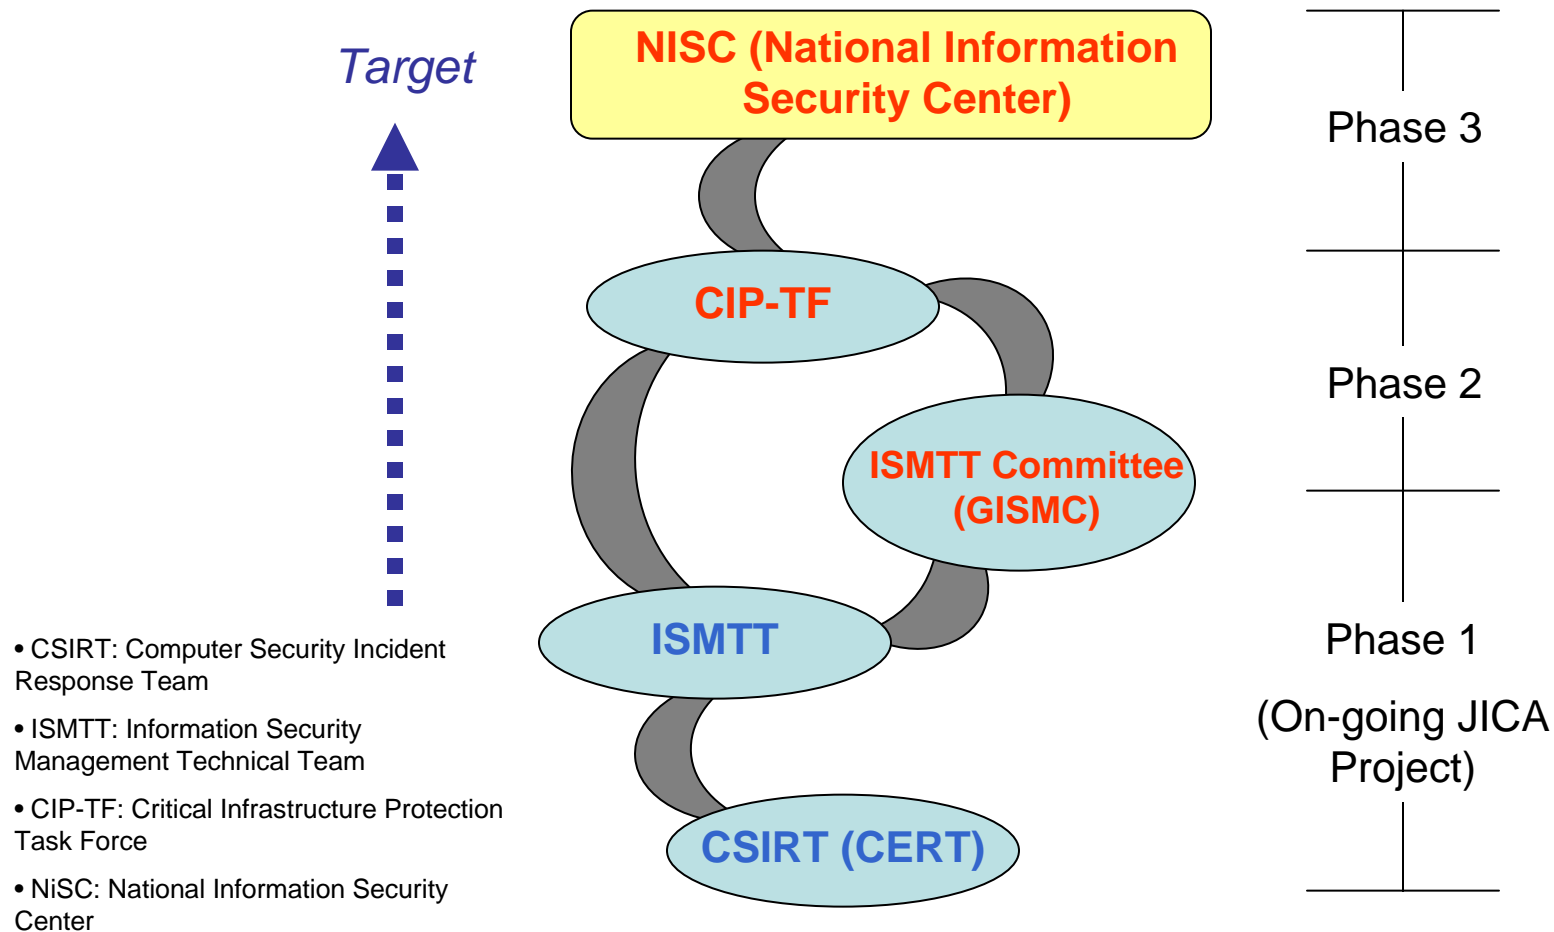 Target
NISC (National Information
Security Center)
Phase 3
CIP-TF
Phase 2
ISMTT Committee
(GISMC)
ISMTT
Phase 1
(On-going JICA
Project)
CSIRT (CERT)
• CSIRT: Computer Security Incident
Response Team
• ISMTT: Information Security
Management Technical Team
• CIP-TF: Critical Infrastructure Protection
Task Force
• NiSC: National Information Security
Center